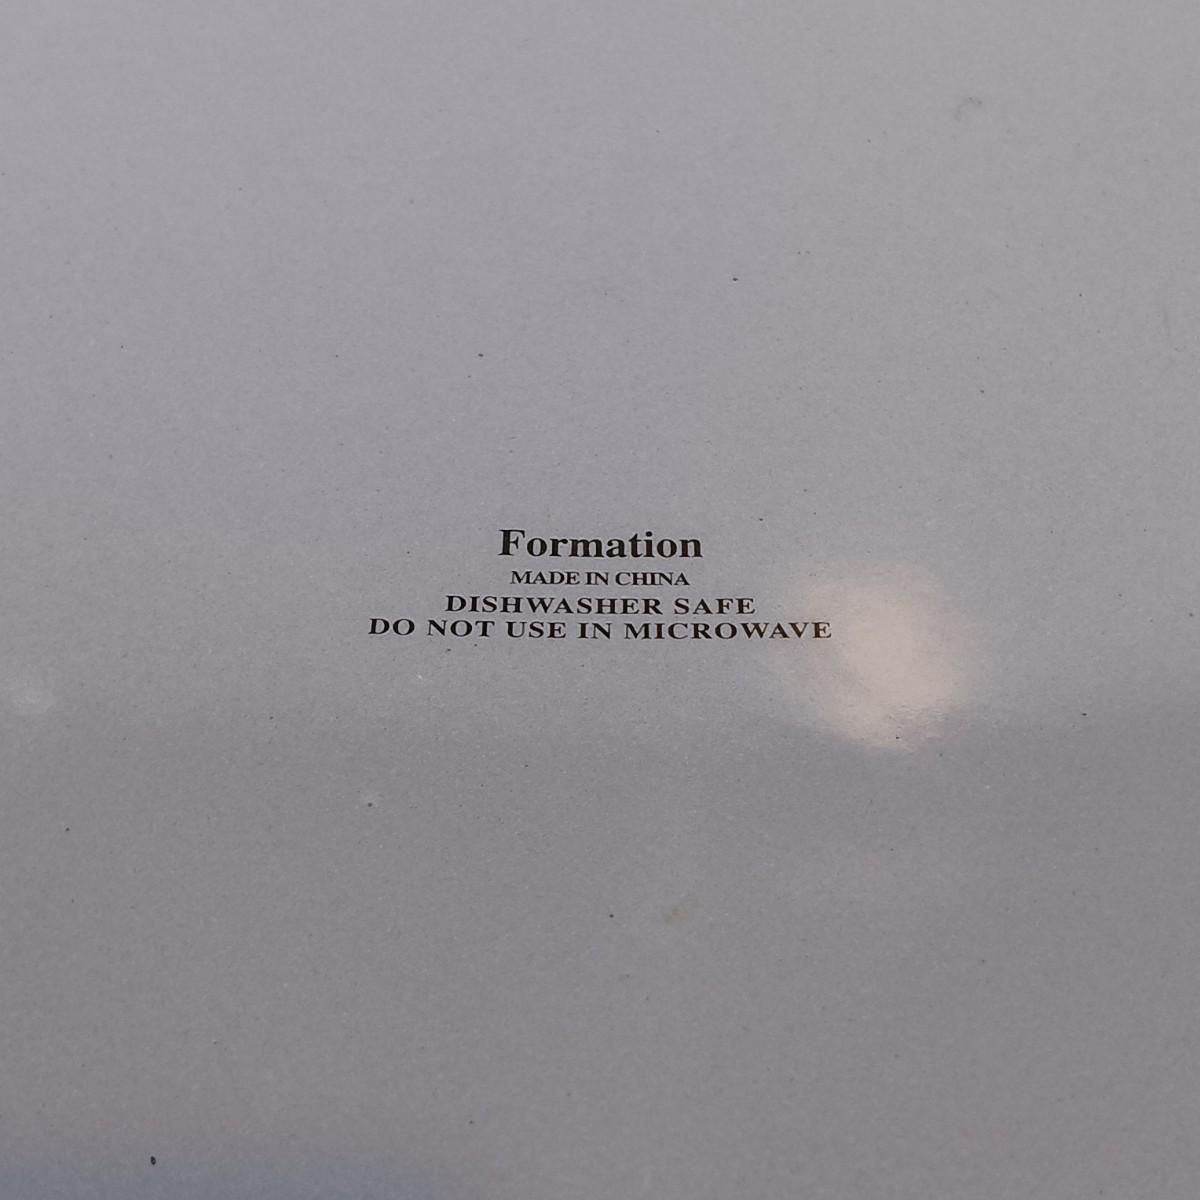 Formation
MADE IN CHINA
DISHWASHER SAFE
DO NOT USE IN MICROWAVE